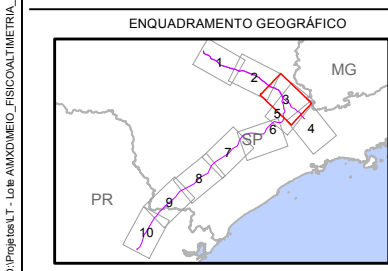 ENQUADRAMENTO GEOGRÁFICO
1
2
MG
3
5
4
6
SP
7
8
PR
9
10
D:\Projetos\LT - Lote A\MXD\MEIO_FISICO\ALTIMETRIA_